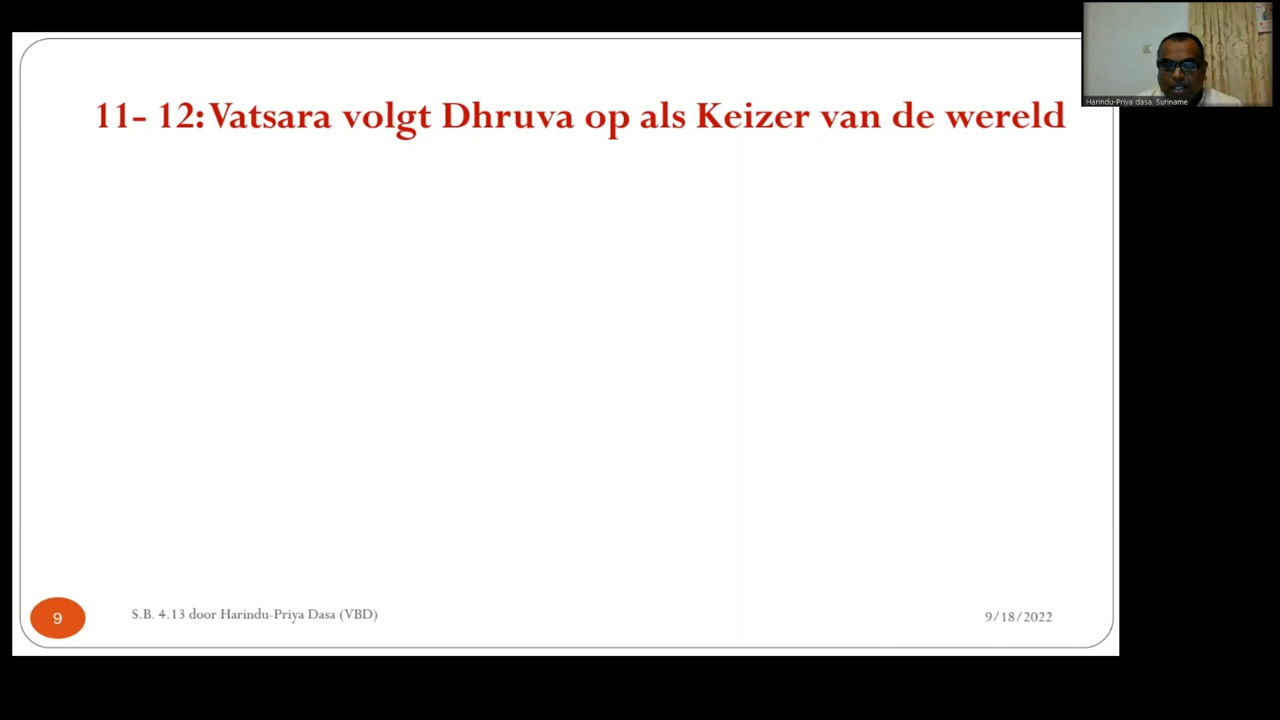 11- 12: Vatsara volgt Dhruva op als Keizer van de wereld
Harindu-Priya dasa, Suriname
9
S.B. 4.13 door Harindu-Priya Dasa (VBD)
9/18/2022